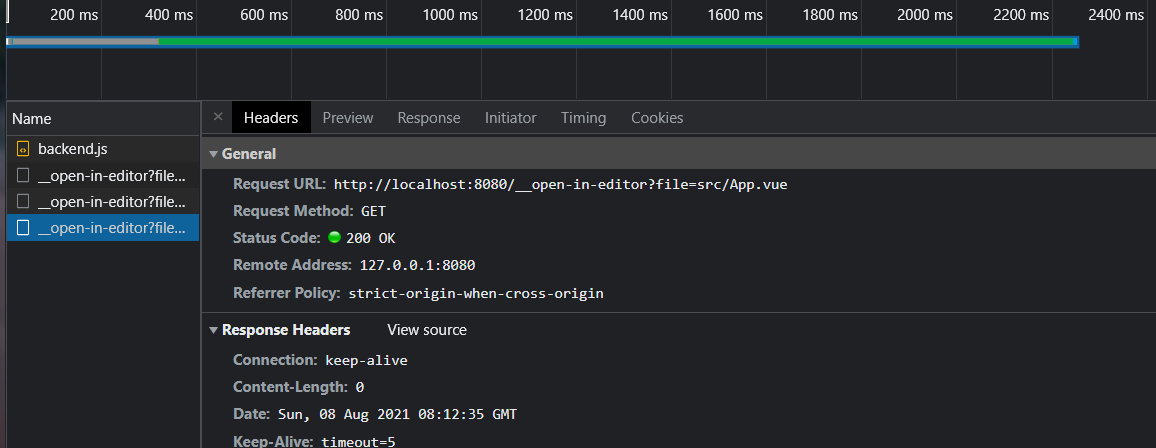 200 ms 400 ms 600 ms 800 ms 1000 ms 1200 ms 1400 ms 1600 ms 1800 ms 2000 ms 2200 ms 2400 ms
Name
× Headers Preview Response Initiator Timing Cookies
backend.js
__open-in-editor?file...
__open-in-editor?file...
__open-in-editor?file...
General
Request URL: http://localhost:8080/__open-in-editor?file=src/App.vue
Request Method: GET
Status Code: 200 OK
Remote Address: 127.0.0.1:8080
Referrer Policy: strict-origin-when-cross-origin
Response Headers View source
Connection: keep-alive
Content-Length: 0
Date: Sun, 08 Aug 2021 08:12:35 GMT
Keep-Alive: timeout=5